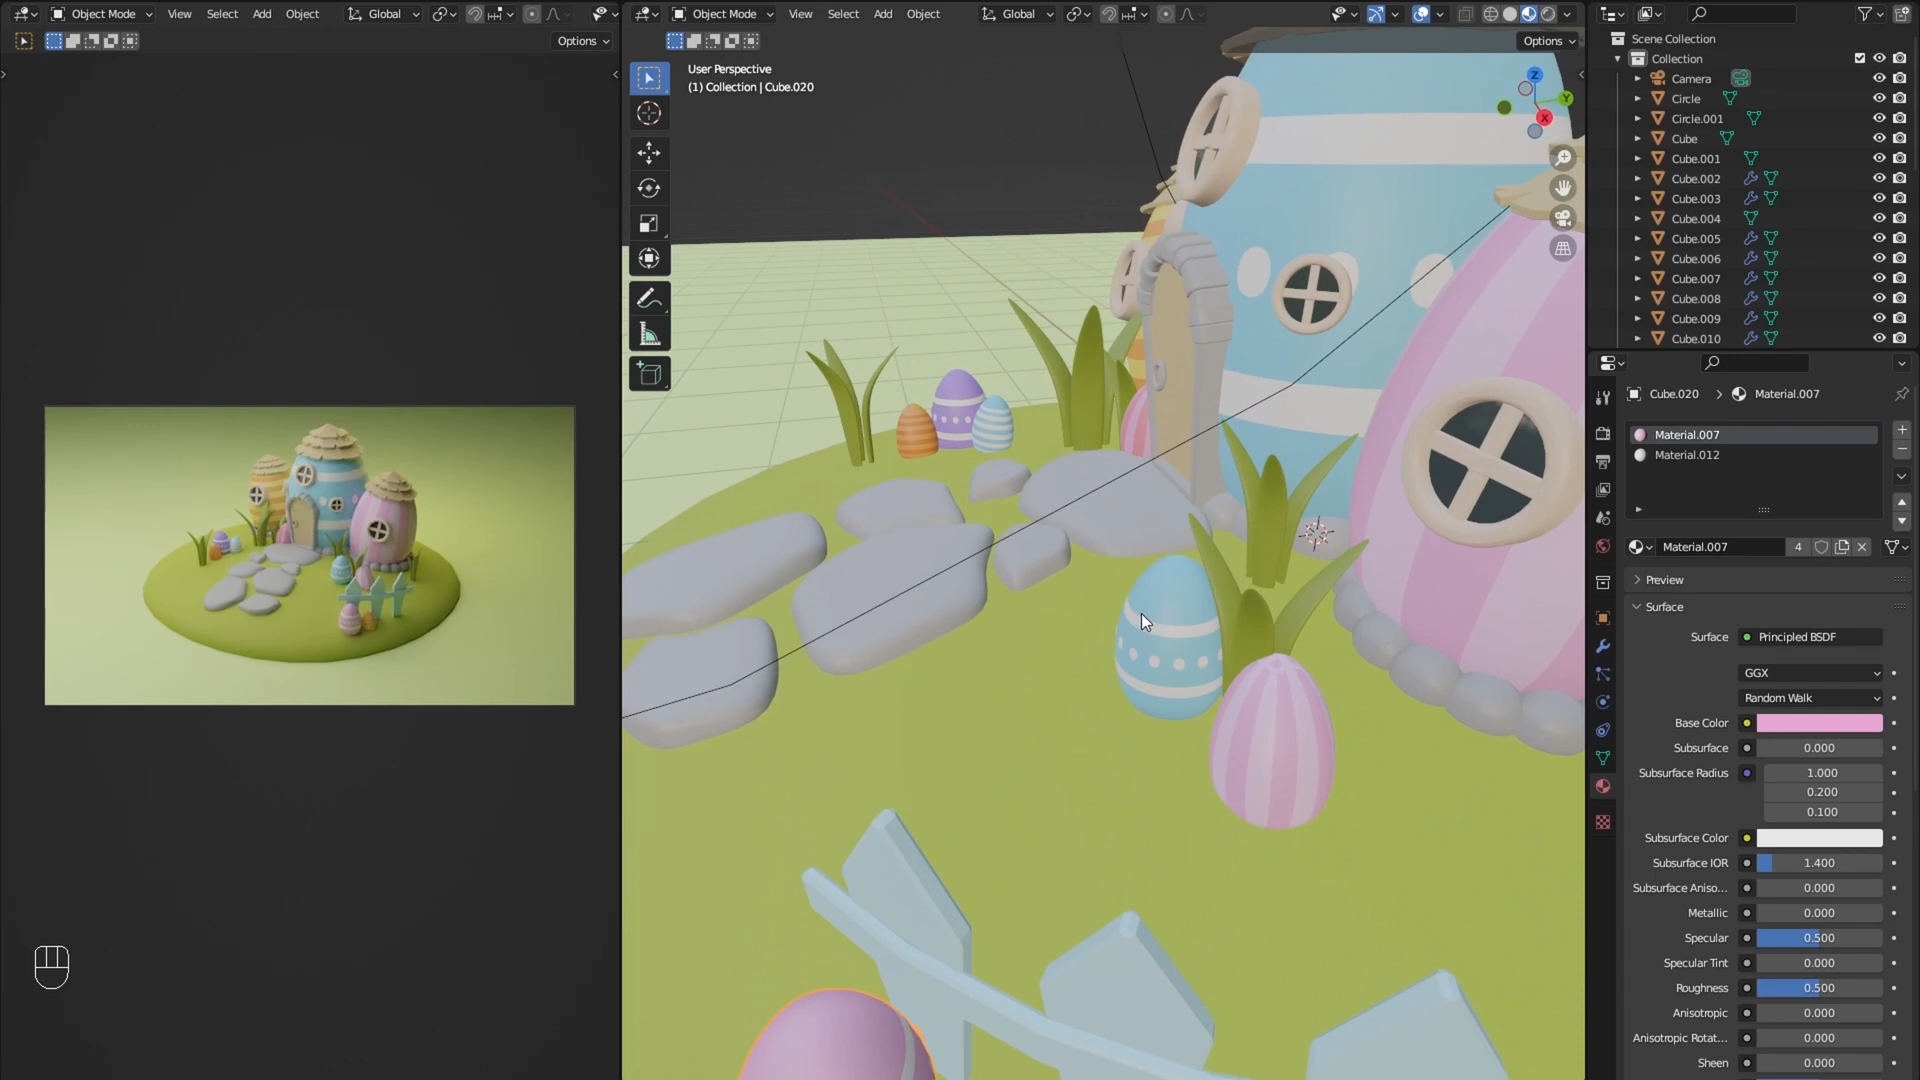 Object Mode View Select Add Object Global
Options
Object Mode View Select Add Object Global
Options
User Perspective
(1) Collection | Cube.020
Z
Y
X
Scene Collection
Collection
Camera
Circle
Circle.001
Cube
Cube.001
Cube.002
Cube.003
Cube.004
Cube.005
Cube.006
Cube.007
Cube.008
Cube.009
Cube.010
Cube.020 > Material.007
Material.007
Material.012
Material.007 4
Preview
Surface
Surface Principled BSDF
GGX
Random Walk
Base Color
Subsurface 0.000
Subsurface Radius 1.000
0.200
0.100
Subsurface Color
Subsurface IOR 1.400
Subsurface Aniso... 0.000
Metallic 0.000
Specular 0.500
Specular Tint 0.000
Roughness 0.500
Anisotropic 0.000
Anisotropic Rotat... 0.000
Sheen 0.000